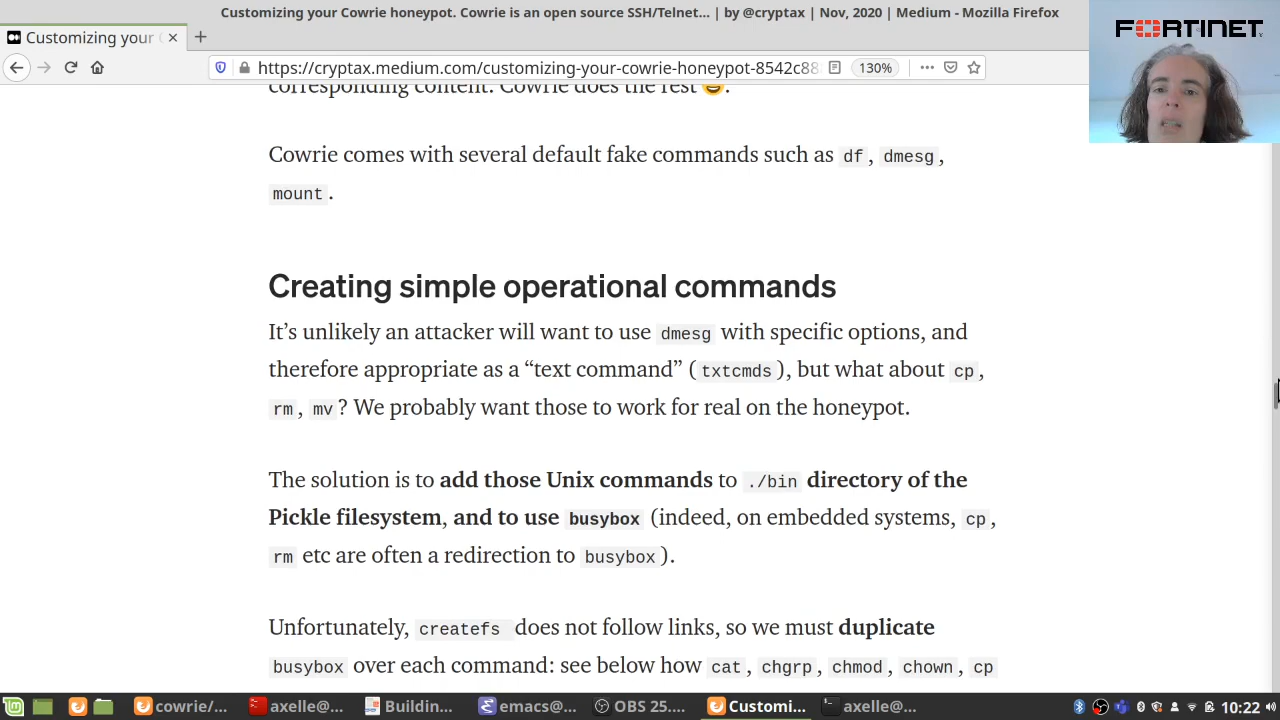 Customizing your Cowrie honeypot. Cowrie is an open source SSH/Telnet... | by @cryptax | Nov, 2020 | Medium - Mozilla Firefox
FORTINET
Customizing your C
https://cryptax.medium.com/customizing-your-cowrie-honeypot-8542c88
130%
corresponding content. Cowrie does the rest 😀.
Cowrie comes with several default fake commands such as df, dmesg,
mount.
Creating simple operational commands
It's unlikely an attacker will want to use dmesg with specific options, and
therefore appropriate as a “text command” (txtcmds), but what about cp,
rm, mv? We probably want those to work for real on the honeypot.
The solution is to add those Unix commands to ./bin directory of the
Pickle filesystem, and to use busybox (indeed, on embedded systems, cp,
rm etc are often a redirection to busybox).
Unfortunately, createfs does not follow links, so we must duplicate
busybox over each command: see below how cat, chgrp, chmod, chown, cp
cowrie/...
axelle@...
Buildin...
emacs@...
OBS 25....
Customi...
axelle@...
10:22